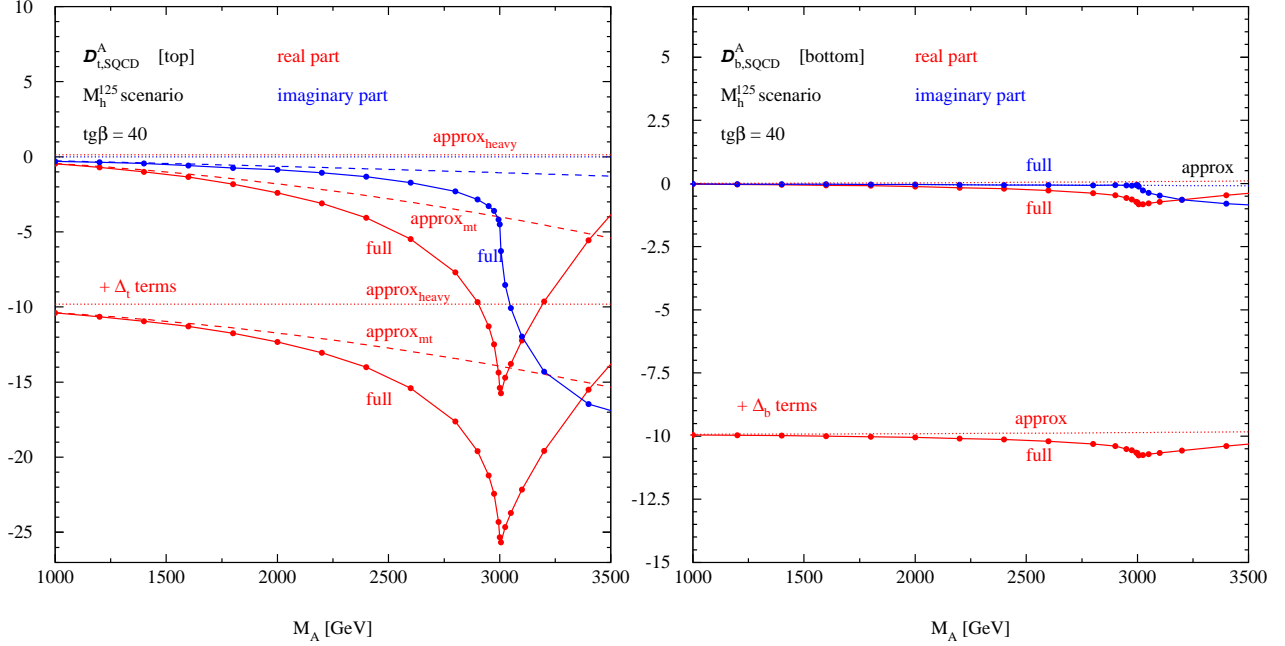 10
5
0
-5
-10
-15
-20
-25
1000
1500
2000
2500
3000
3500
M_A [GeV]
D^A_t,SQCD [top] real part
M_h^125 scenario imaginary part
tgβ = 40
approx_heavy
approx_mt
full
full
+ Δ_t terms
approx_heavy
approx_mt
full
5
2.5
0
-2.5
-5
-7.5
-10
-12.5
-15
1000
1500
2000
2500
3000
3500
M_A [GeV]
D^A_b,SQCD [bottom] real part
M_h^125 scenario imaginary part
tgβ = 40
full
approx
full
+ Δ_b terms
approx
full